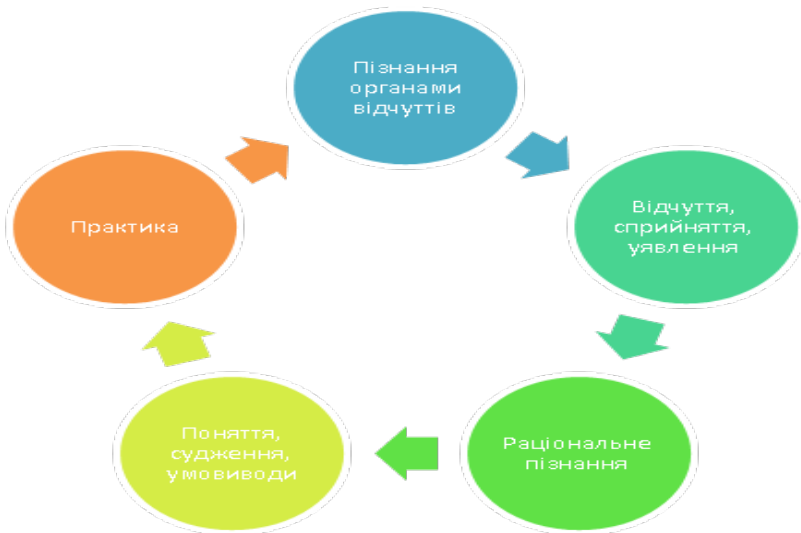 Пізнання
органами
відчуттів
Відчуття,
сприйняття,
уявлення
Раціональне
пізнання
Поняття,
судження,
умовиводи
Практика